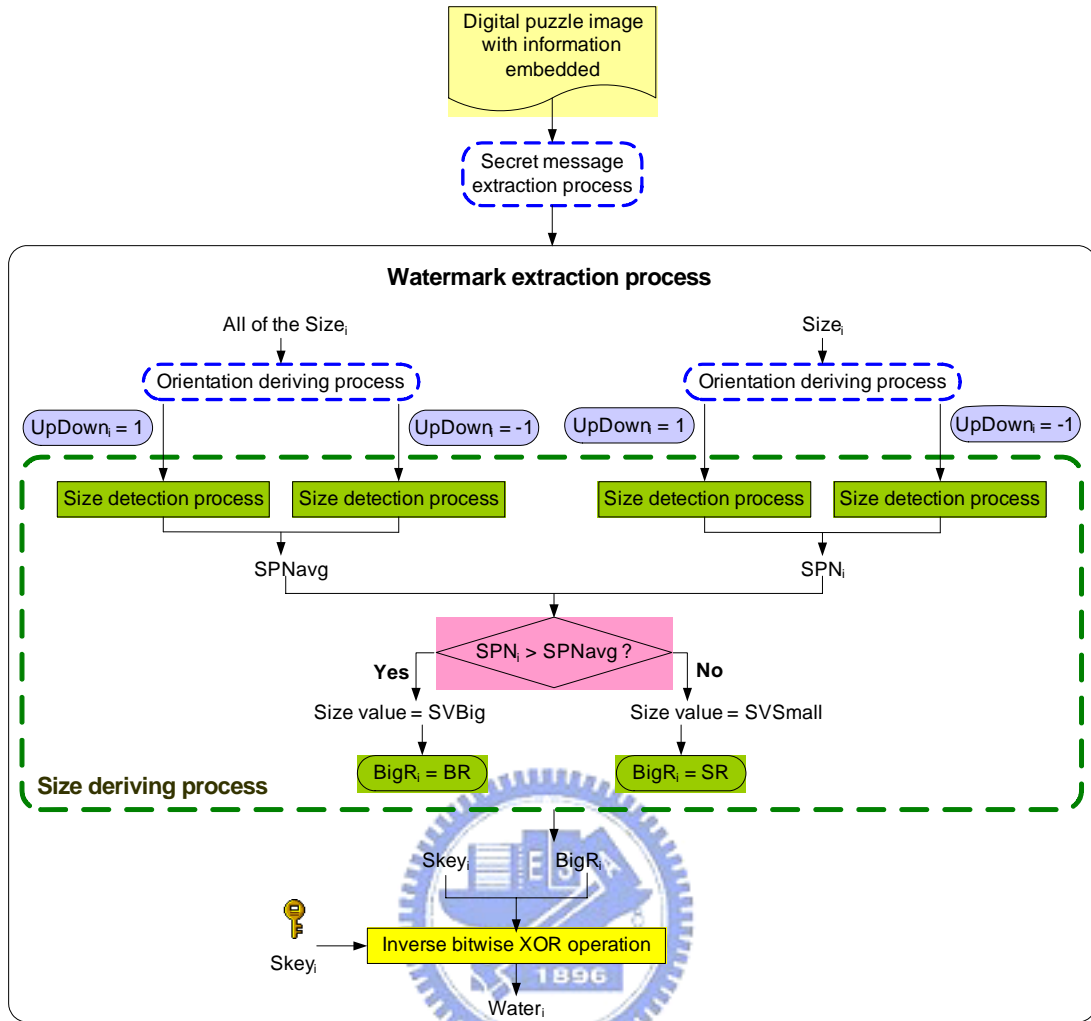 Digital puzzle image
with information
embedded
Secret message
extraction process
Watermark extraction process
All of the Sizeᵢ
Sizeᵢ
Orientation deriving process
Orientation deriving process
UpDownᵢ = 1
UpDownᵢ = -1
UpDownᵢ = 1
UpDownᵢ = -1
Size detection process
Size detection process
Size detection process
Size detection process
SPNavg
SPNᵢ
SPNᵢ > SPNavg ?
Yes
No
Size value = SVBig
Size value = SVSmall
BigRᵢ = BR
BigRᵢ = SR
Size deriving process
Skeyᵢ
BigRᵢ
Inverse bitwise XOR operation
Skeyᵢ
1896
Waterᵢ